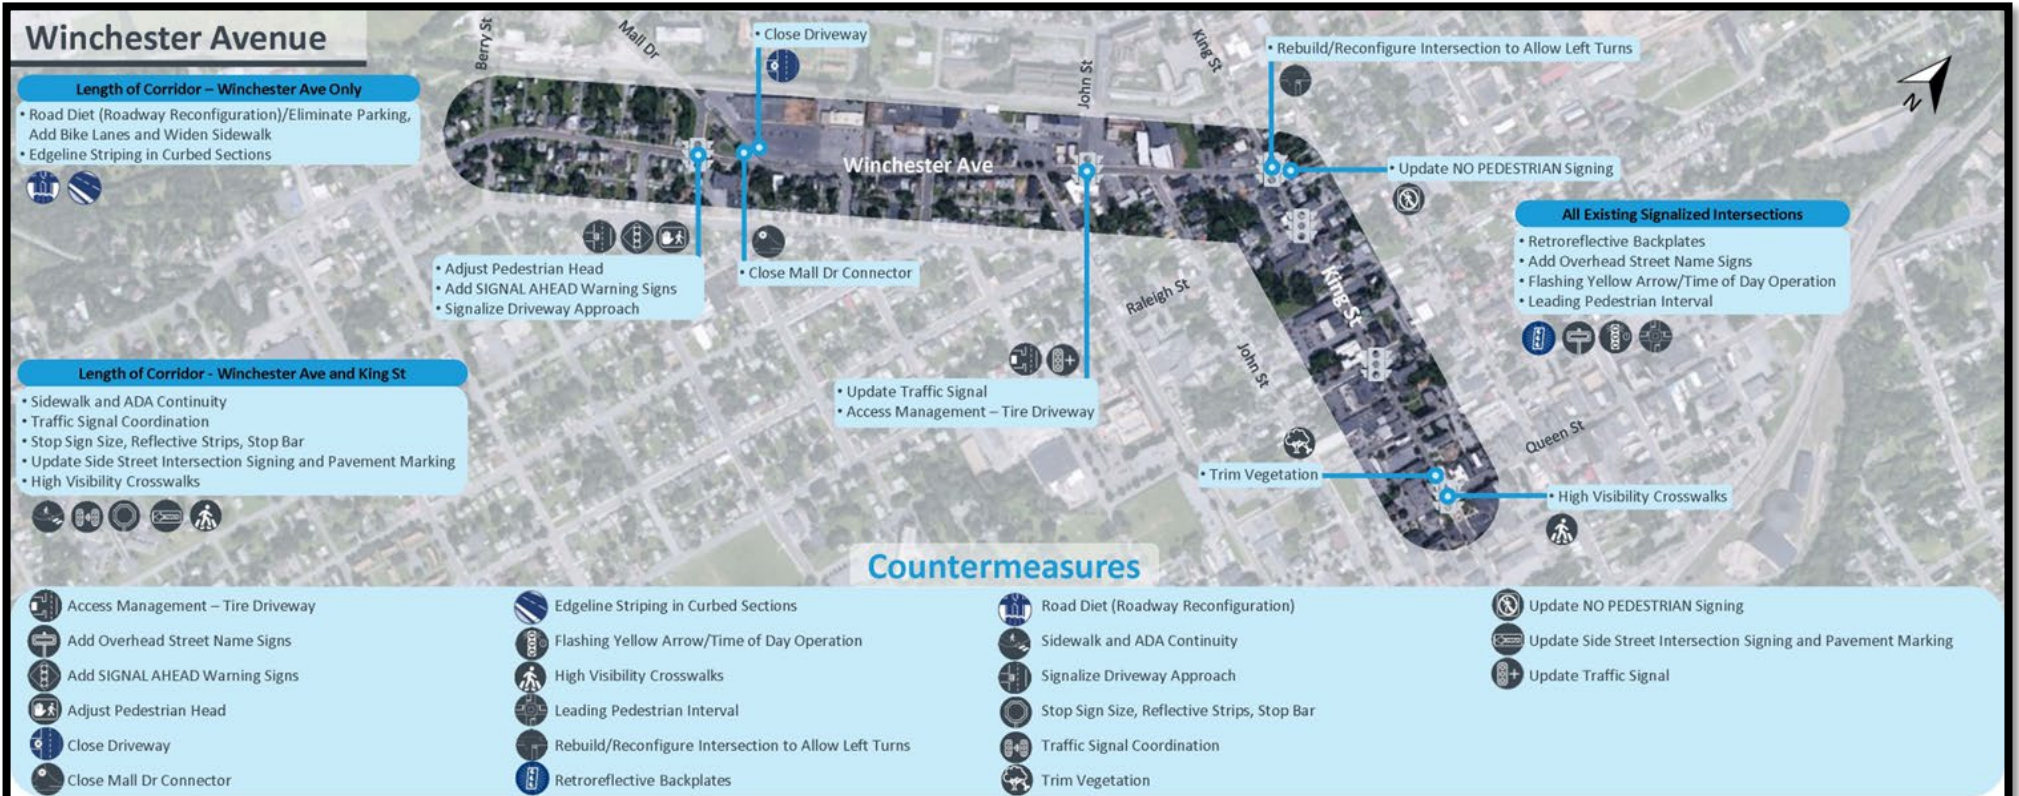 Winchester Avenue
Length of Corridor – Winchester Ave Only
• Road Diet (Roadway Reconfiguration)/Eliminate Parking,
Add Bike Lanes and Widen Sidewalk
• Edgeline Striping in Curbed Sections
Berry St
Mall Dr
• Close Driveway
John St
King St
• Rebuild/Reconfigure Intersection to Allow Left Turns
N
Winchester Ave
• Update NO PEDESTRIAN Signing
All Existing Signalized Intersections
• Retroreflective Backplates
• Add Overhead Street Name Signs
• Flashing Yellow Arrow/Time of Day Operation
• Leading Pedestrian Interval
• Adjust Pedestrian Head
• Add SIGNAL AHEAD Warning Signs
• Signalize Driveway Approach
• Close Mall Dr Connector
Raleigh St
King St
John St
Length of Corridor - Winchester Ave and King St
• Sidewalk and ADA Continuity
• Traffic Signal Coordination
• Stop Sign Size, Reflective Strips, Stop Bar
• Update Side Street Intersection Signing and Pavement Marking
• High Visibility Crosswalks
• Update Traffic Signal
• Access Management – Tire Driveway
Queen St
• Trim Vegetation
• High Visibility Crosswalks
Countermeasures
Access Management – Tire Driveway
Add Overhead Street Name Signs
Add SIGNAL AHEAD Warning Signs
Adjust Pedestrian Head
Close Driveway
Close Mall Dr Connector
Edgeline Striping in Curbed Sections
Flashing Yellow Arrow/Time of Day Operation
High Visibility Crosswalks
Leading Pedestrian Interval
Rebuild/Reconfigure Intersection to Allow Left Turns
Retroreflective Backplates
Road Diet (Roadway Reconfiguration)
Sidewalk and ADA Continuity
Signalize Driveway Approach
Stop Sign Size, Reflective Strips, Stop Bar
Traffic Signal Coordination
Trim Vegetation
Update NO PEDESTRIAN Signing
Update Side Street Intersection Signing and Pavement Marking
Update Traffic Signal